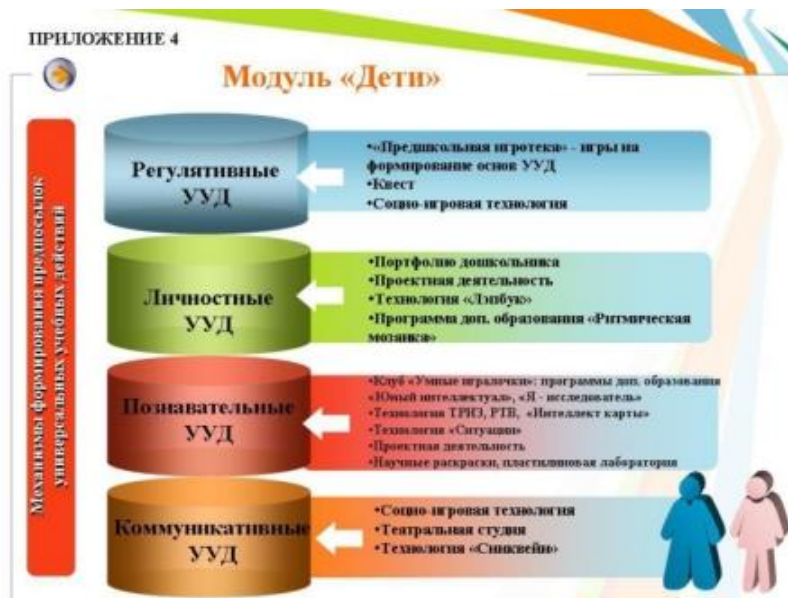 ПРИЛОЖЕНИЕ 4
Модуль «Дети»
Механизмы формирования предпосылок
универсальных учебных действий
Регулятивные
УУД
•«Предшкольная игротека» - игры на
формирование основ УУД
•Квест
•Социо-игровая технология
Личностные
УУД
•Портфолио дошкольника
•Проектная деятельность
•Технология «Лэпбук»
•Программа доп. образования «Ритмическая
мозаика»
Познавательные
УУД
•Клуб «Умные игралочки»: программы доп. образования
«Юный интеллектуал», «Я - исследователь»
•Технология ТРИЗ, РТВ, «Интеллект карты»
•Технология «Ситуации»
•Проектная деятельность
•Научные раскраски, пластилиновая лаборатория
Коммуникативные
УУД
•Социо-игровая технология
•Театральная студия
•Технология «Синквейн»